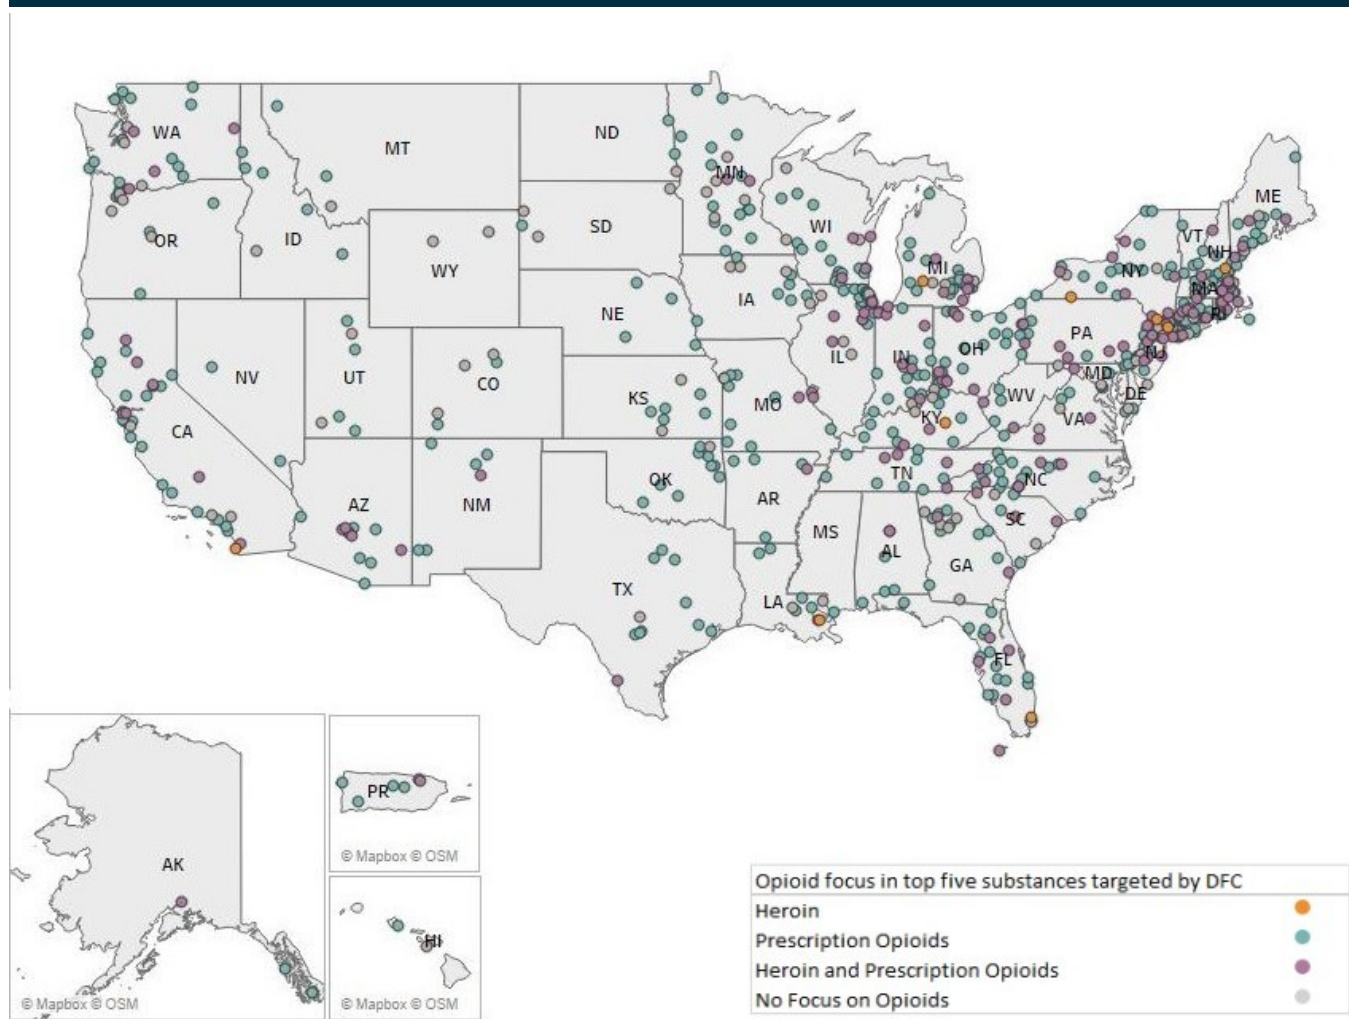 WA
MT
ND
MN
ME
OR
ID
SD
WI
VT
NH
WY
MI
NY
MA
IA
RI
NE
PA
NV
UT
CO
IL
IN
OH
NJ
MD
DE
CA
KS
MO
WV
VA
KY
AZ
NM
OK
AR
TN
NC
SC
MS
AL
GA
TX
LA
FL
AK
© Mapbox © OSM
PR
© Mapbox © OSM
HI
© Mapbox © OSM
Opioid focus in top five substances targeted by DFC
Heroin
Prescription Opioids
Heroin and Prescription Opioids
No Focus on Opioids